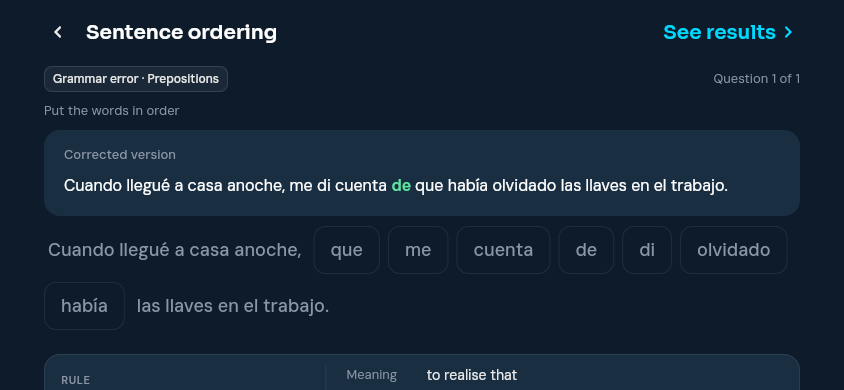 Sentence ordering
See results
Grammar error · Prepositions
Question 1 of 1
Put the words in order
Corrected version
Cuando llegué a casa anoche, me di cuenta de que había olvidado las llaves en el trabajo.
Cuando llegué a casa anoche, que me cuenta de di olvidado
había las llaves en el trabajo.
Meaning to realise that
RULE